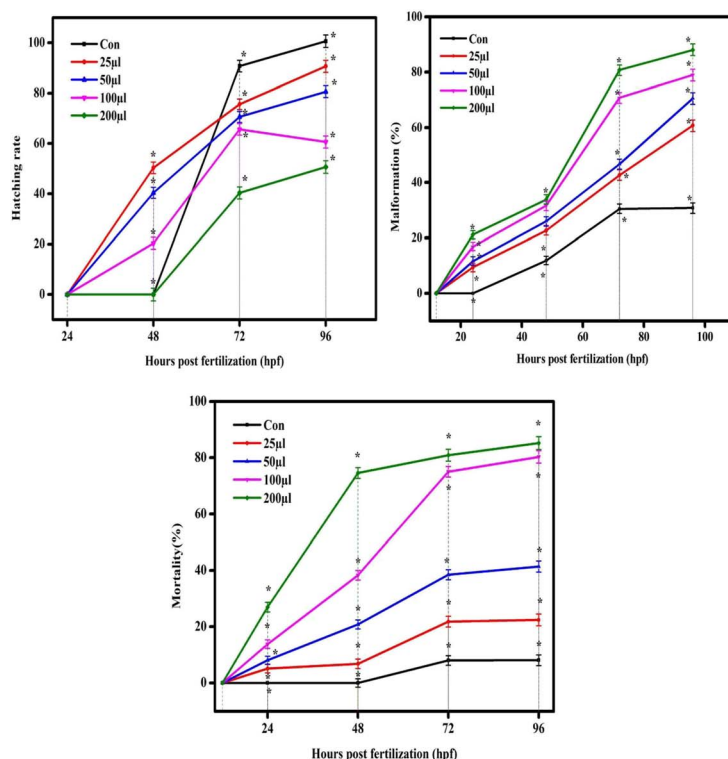 100
80
60
40
20
0
Hatching rate
Con
25µl
50µl
100µl
200µl
24
48
72
96
Hours post fertilization (hpf)
100
80
60
40
20
0
Malformation (%)
Con
25µl
50µl
100µl
200µl
20
40
60
80
100
Hours post fertilization (hpf)
100
80
60
40
20
0
Mortality(%)
Con
25µl
50µl
100µl
200µl
24
48
72
96
Hours post fertilization (hpf)